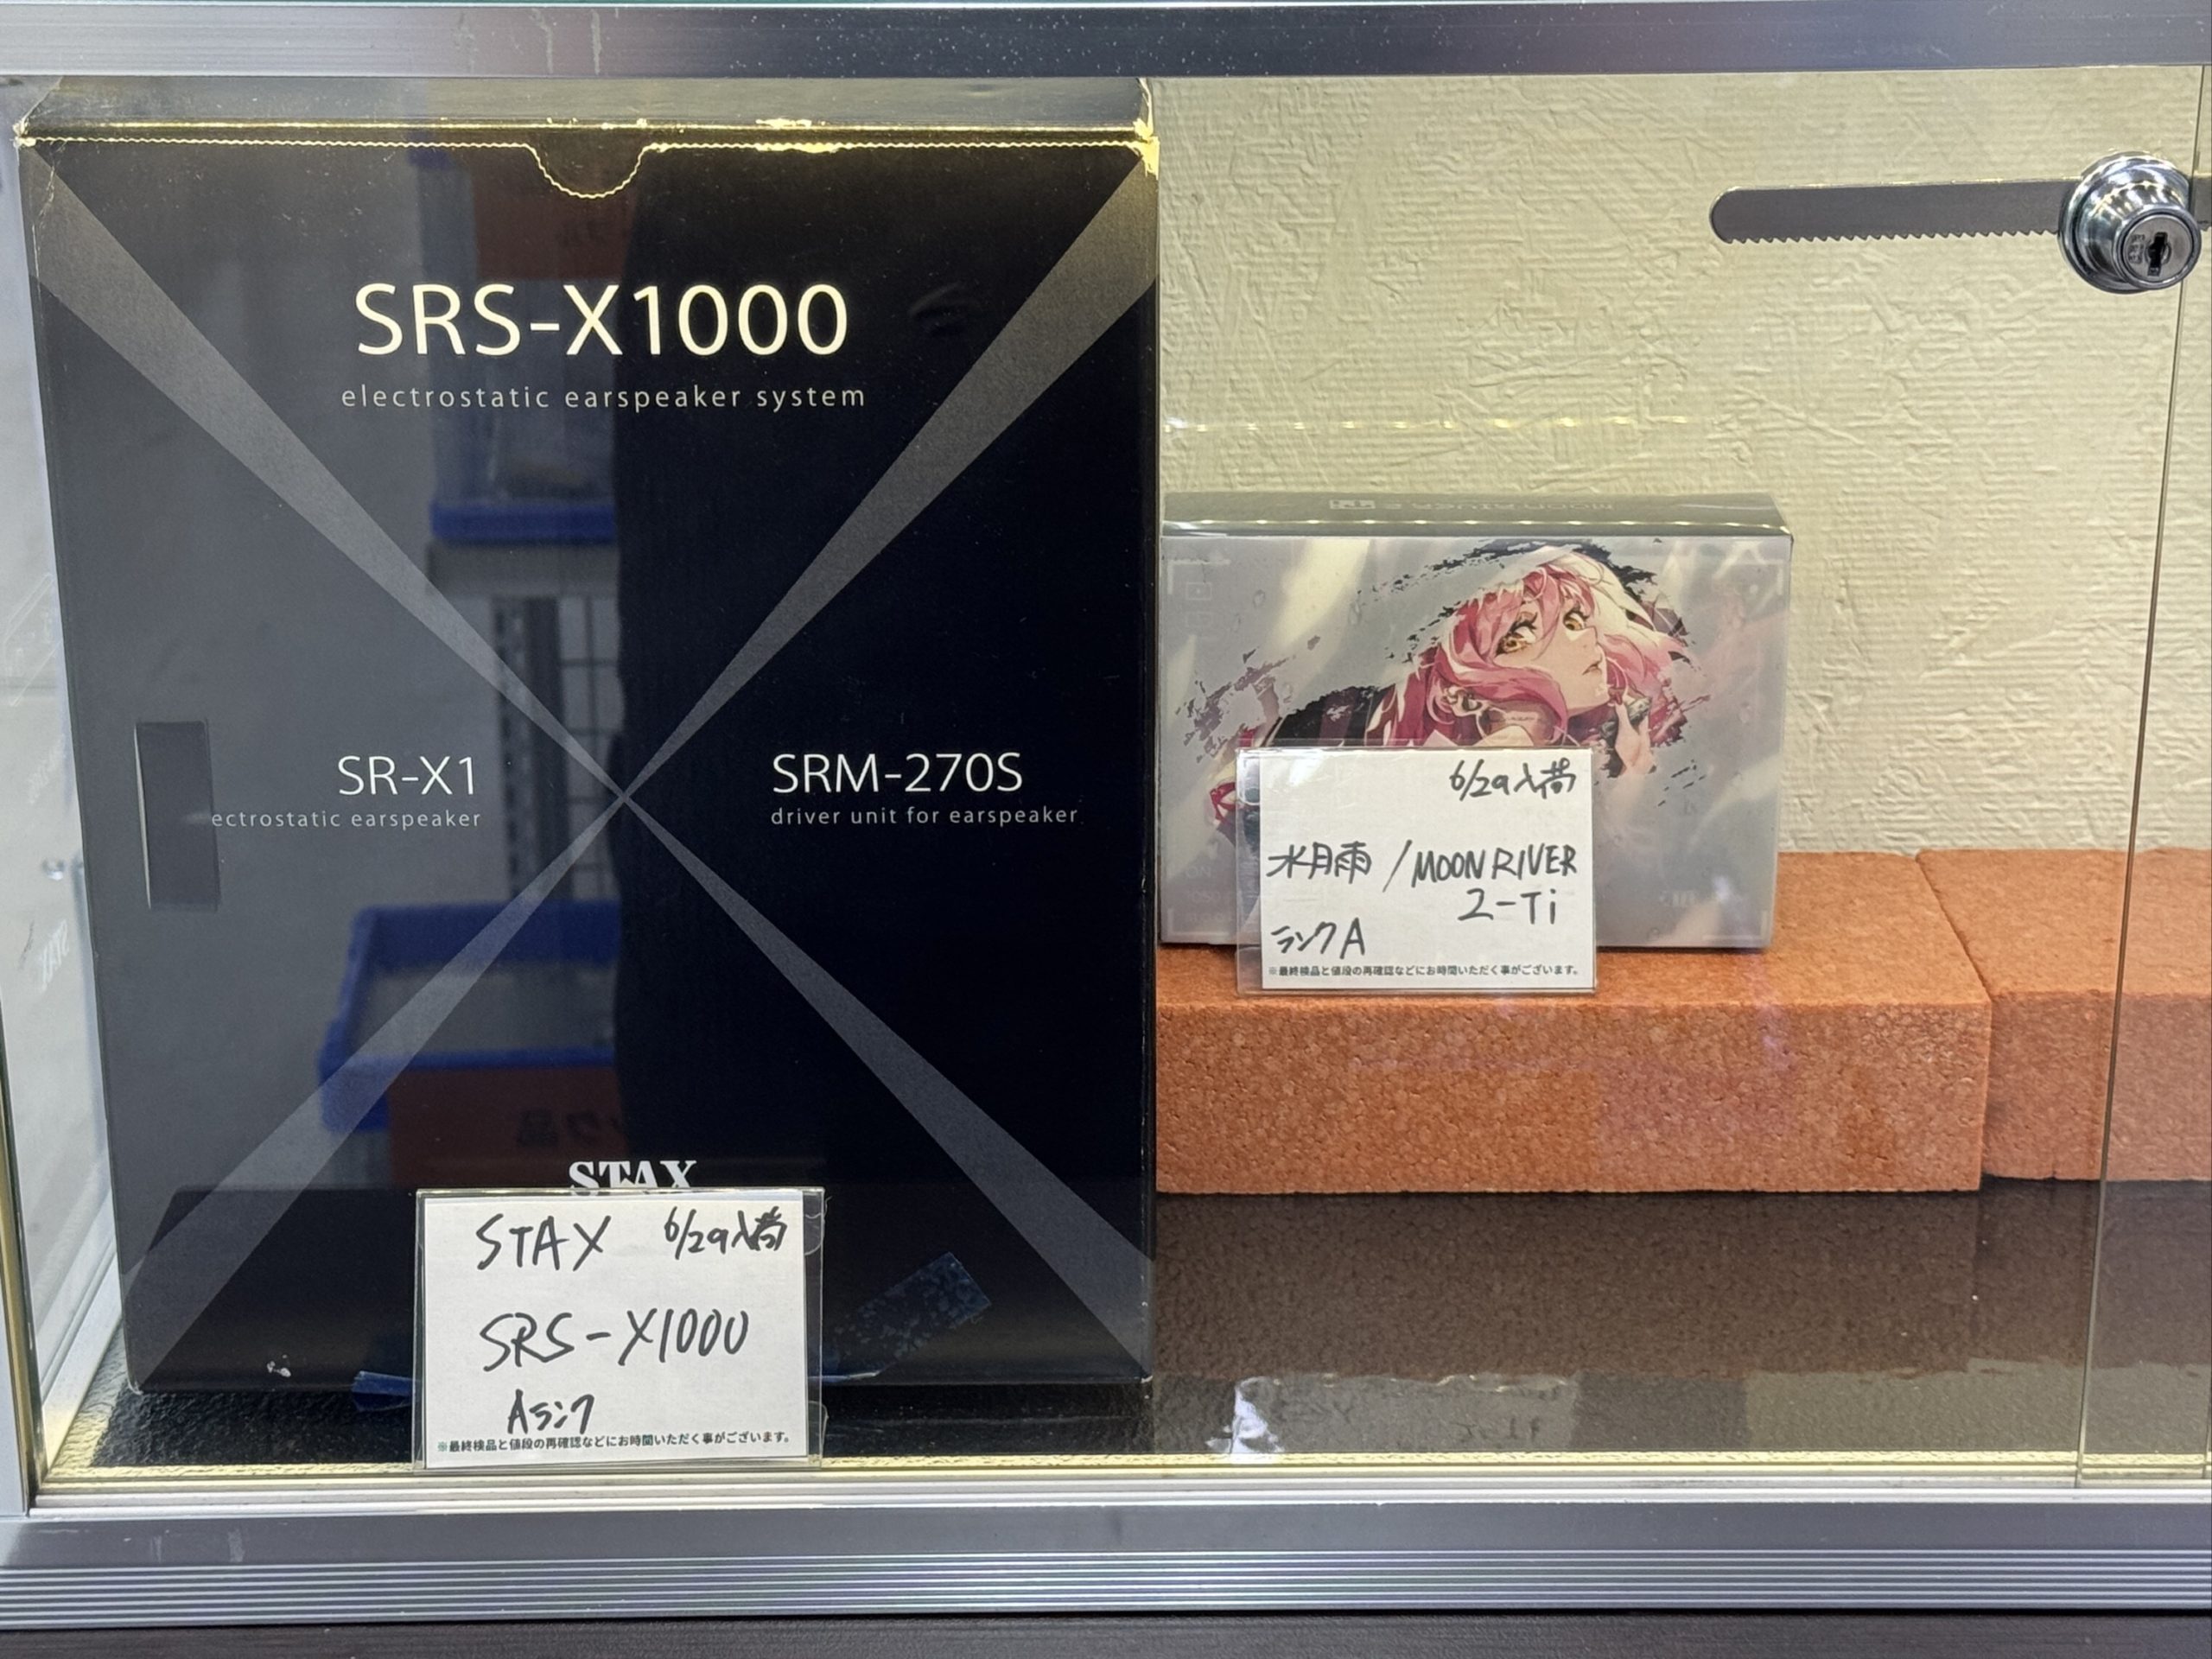 SRS-X1000
electrostatic earspeaker system
SR-X1
ectrostatic earspeaker
SRM-270S
driver unit for earspeaker
STAX
STAX 6/29入荷
SRS-X1000
Aランク
※最終検品と値段の再確認などにお時間いただく事がございます。
6/29入荷
水月雨/MOON RIVER
2-Ti
ランクA
※最終検品と値段の再確認などにお時間いただく事がございます。